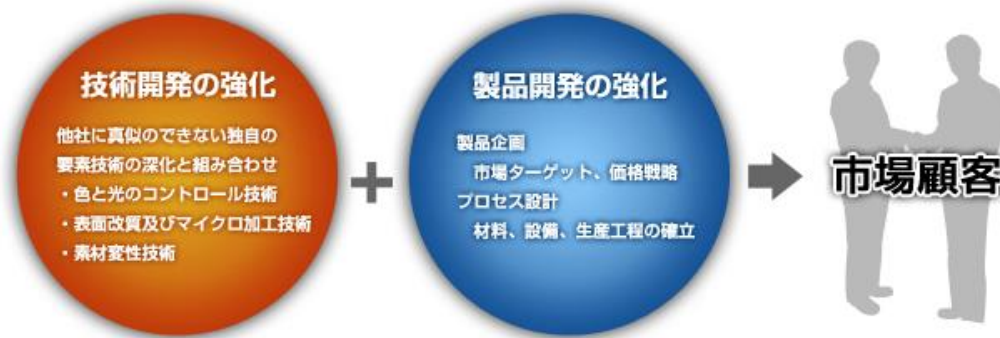 技術開発の強化
他社に真似のできない独自の
要素技術の深化と組み合わせ
・色と光のコントロール技術
・表面改質及びマイクロ加工技術
・素材変性技術
+
製品開発の強化
製品企画
市場ターゲット、価格戦略
プロセス設計
材料、設備、生産工程の確立
市場顧客